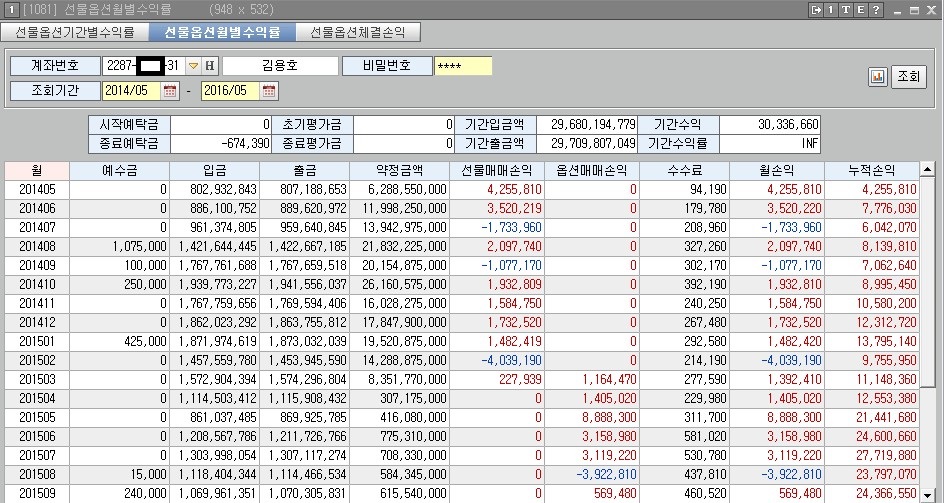 1 [1081] 선물옵션월별수익률 (948 x 532) 1 T E ?
선물옵션기간별수익률 선물옵션월별수익률 선물옵션체결손익
계좌번호 2287- -31 H 김용호 비밀번호 ****
조회기간 2014/05 - 2016/05 조회
시작예탁금 0 초기평가금 0 기간입금액 29,680,194,779 기간수익 30,336,660
종료예탁금 -674,390 종료평가금 0 기간출금액 29,709,807,049 기간수익률 INF
월 예수금 입금 출금 약정금액 선물매매손익 옵션매매손익 수수료 월손익 누적손익
201405 0 802,932,843 807,188,653 6,288,550,000 4,255,810 0 94,190 4,255,810 4,255,810
201406 0 886,100,752 889,620,972 11,998,250,000 3,520,219 0 179,780 3,520,220 7,776,030
201407 0 961,374,805 959,640,845 13,942,975,000 -1,733,960 0 208,960 -1,733,960 6,042,070
201408 1,075,000 1,421,644,445 1,422,667,185 21,832,225,000 2,097,740 0 327,260 2,097,740 8,139,810
201409 100,000 1,767,761,688 1,767,659,518 20,154,875,000 -1,077,170 0 302,170 -1,077,170 7,062,640
201410 250,000 1,939,773,227 1,941,556,037 26,160,575,000 1,932,809 0 392,190 1,932,810 8,995,450
201411 0 1,767,759,656 1,769,594,406 16,028,275,000 1,584,750 0 240,250 1,584,750 10,580,200
201412 0 1,862,023,292 1,863,755,812 17,847,900,000 1,732,520 0 267,480 1,732,520 12,312,720
201501 425,000 1,871,974,619 1,873,032,039 19,520,875,000 1,482,419 0 292,580 1,482,420 13,795,140
201502 0 1,457,559,780 1,453,945,590 14,288,875,000 -4,039,190 0 214,190 -4,039,190 9,755,950
201503 0 1,572,904,394 1,574,296,804 8,351,770,000 227,939 1,164,470 277,590 1,392,410 11,148,360
201504 0 1,114,503,412 1,115,908,432 307,175,000 0 1,405,020 229,980 1,405,020 12,553,380
201505 0 861,037,485 869,925,785 416,080,000 0 8,888,300 311,700 8,888,300 21,441,680
201506 0 1,208,567,786 1,211,726,766 775,310,000 0 3,158,980 581,020 3,158,980 24,600,660
201507 0 1,303,998,054 1,307,117,274 708,330,000 0 3,119,220 530,780 3,119,220 27,719,880
201508 15,000 1,118,404,344 1,114,466,534 584,345,000 0 -3,922,810 437,810 -3,922,810 23,797,070
201509 240,000 1,069,961,351 1,070,305,831 615,540,000 0 569,480 460,520 569,480 24,366,550